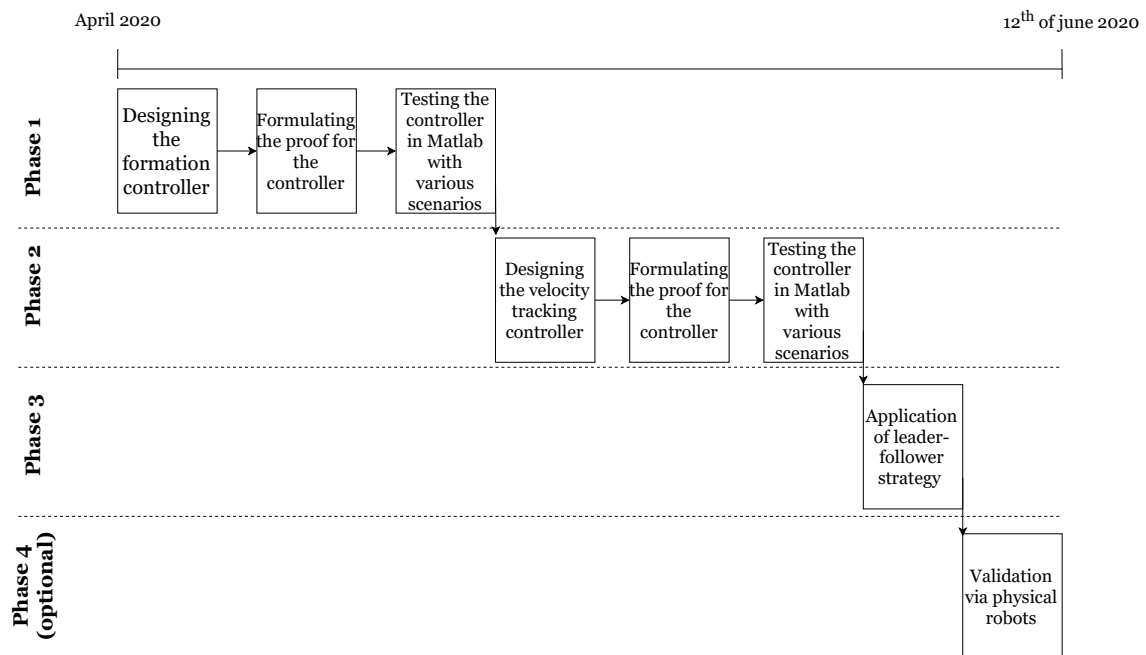 April 2020
12th of june 2020
Phase 1
Designing
the
formation
controller
Formulating
the proof for
the
controller
Testing the
controller
in Matlab
with
various
scenarios
Phase 2
Designing
the velocity
tracking
controller
Formulating
the proof for
the
controller
Testing the
controller
in Matlab
with
various
scenarios
Phase 3
Application
of leader-
follower
strategy
Phase 4
(optional)
Validation
via physical
robots